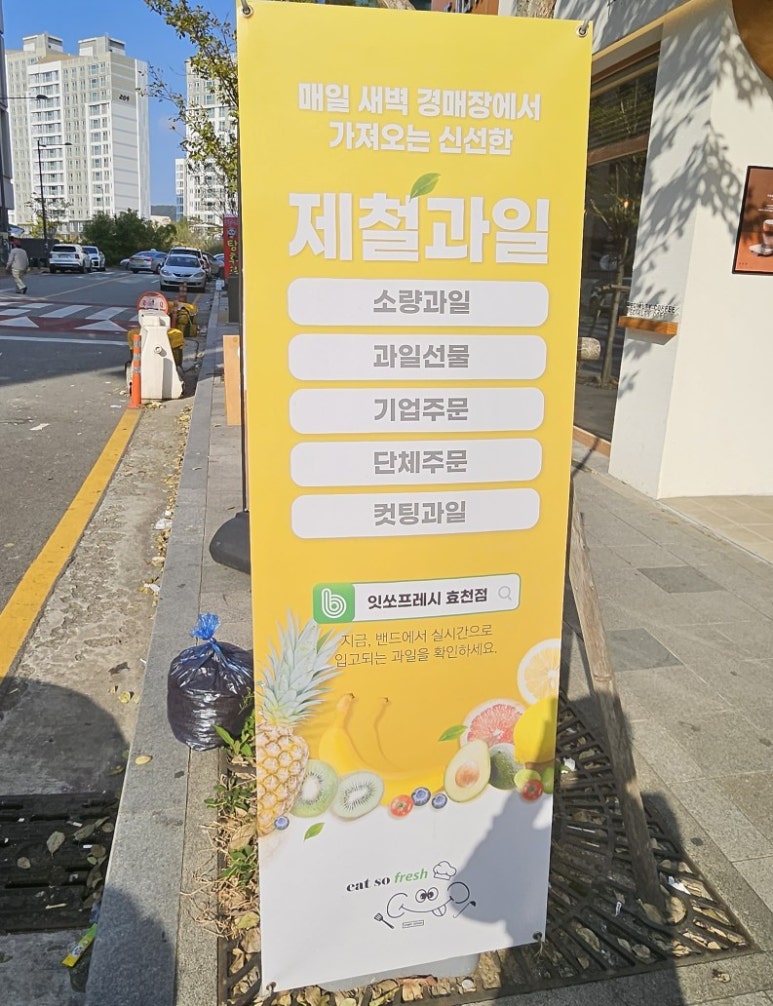 매일 새벽 경매장에서
가져오는 신선한
제철과일
소량과일
과일선물
기업주문
단체주문
컷팅과일
잇쏘프레시 효천점
지금, 밴드에서 실시간으로
입고되는 과일을 확인하세요.
eat so fresh